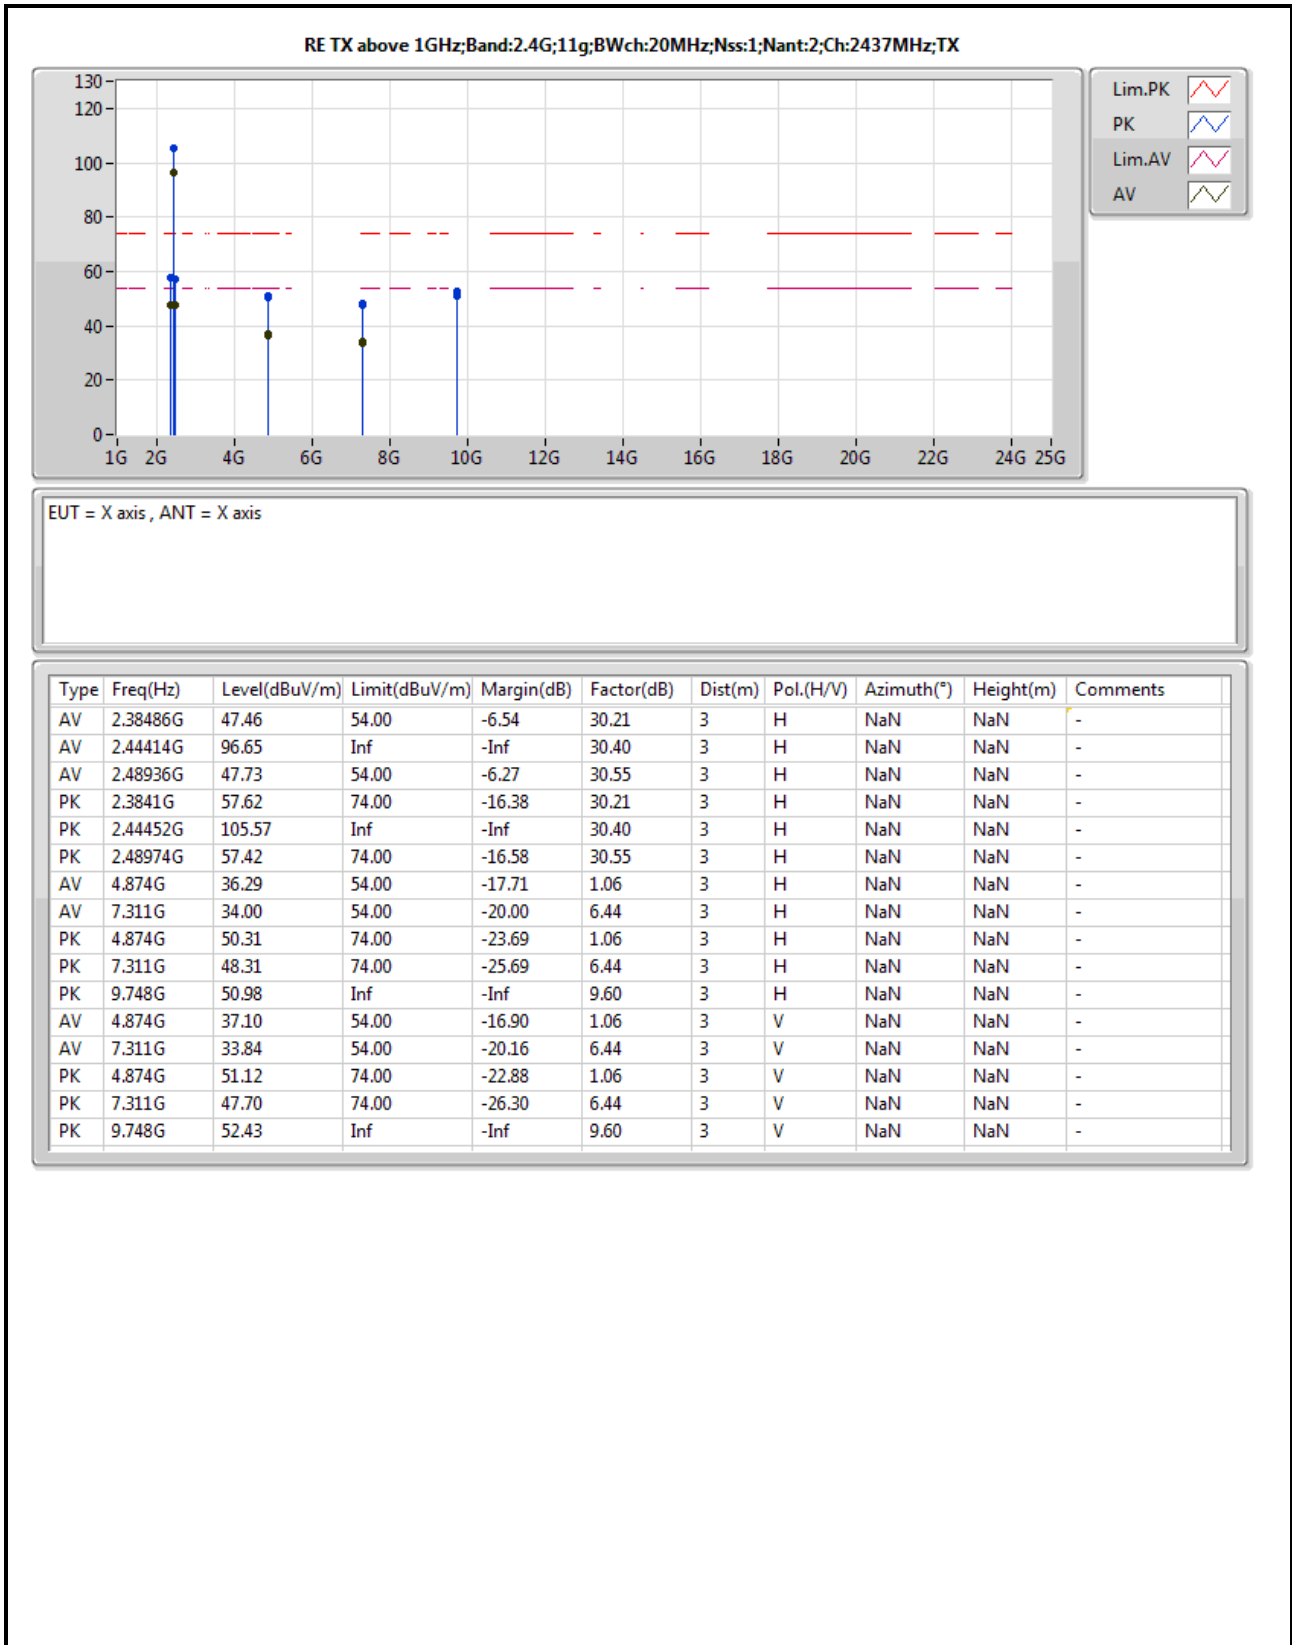 RE TX above 1GHz;Band:2.4G;11g;BWch:20MHz;Nss:1;Nant:2;Ch:2437MHz;TX
130
120
100
80
60
40
20
0
1G 2G 4G 6G 8G 10G 12G 14G 16G 18G 20G 22G 24G 25G
Lim.PK
PK
Lim.AV
AV
EUT = X axis , ANT = X axis
Type Freq(Hz) Level(dBuV/m) Limit(dBuV/m) Margin(dB) Factor(dB) Dist(m) Pol.(H/V) Azimuth(°) Height(m) Comments
AV 2.38486G 47.46 54.00 -6.54 30.21 3 H NaN NaN -
AV 2.44414G 96.65 Inf -Inf 30.40 3 H NaN NaN -
AV 2.48936G 47.73 54.00 -6.27 30.55 3 H NaN NaN -
PK 2.3841G 57.62 74.00 -16.38 30.21 3 H NaN NaN -
PK 2.44452G 105.57 Inf -Inf 30.40 3 H NaN NaN -
PK 2.48974G 57.42 74.00 -16.58 30.55 3 H NaN NaN -
AV 4.874G 36.29 54.00 -17.71 1.06 3 H NaN NaN -
AV 7.311G 34.00 54.00 -20.00 6.44 3 H NaN NaN -
PK 4.874G 50.31 74.00 -23.69 1.06 3 H NaN NaN -
PK 7.311G 48.31 74.00 -25.69 6.44 3 H NaN NaN -
PK 9.748G 50.98 Inf -Inf 9.60 3 H NaN NaN -
AV 4.874G 37.10 54.00 -16.90 1.06 3 V NaN NaN -
AV 7.311G 33.84 54.00 -20.16 6.44 3 V NaN NaN -
PK 4.874G 51.12 74.00 -22.88 1.06 3 V NaN NaN -
PK 7.311G 47.70 74.00 -26.30 6.44 3 V NaN NaN -
PK 9.748G 52.43 Inf -Inf 9.60 3 V NaN NaN -